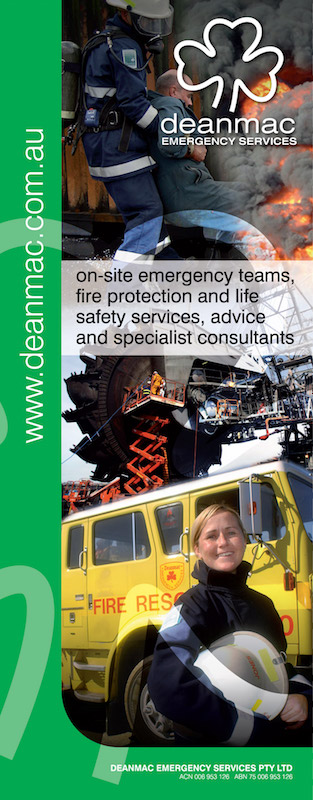 www.deanmac.com.au
deanmac
EMERGENCY SERVICES
on-site emergency teams,
fire protection and life
safety services, advice
and specialist consultants
Deanmac
FIRE RESC
DEANMAC EMERGENCY SERVICES PTY LTD
ACN 006 953 126 ABN 75 006 953 126